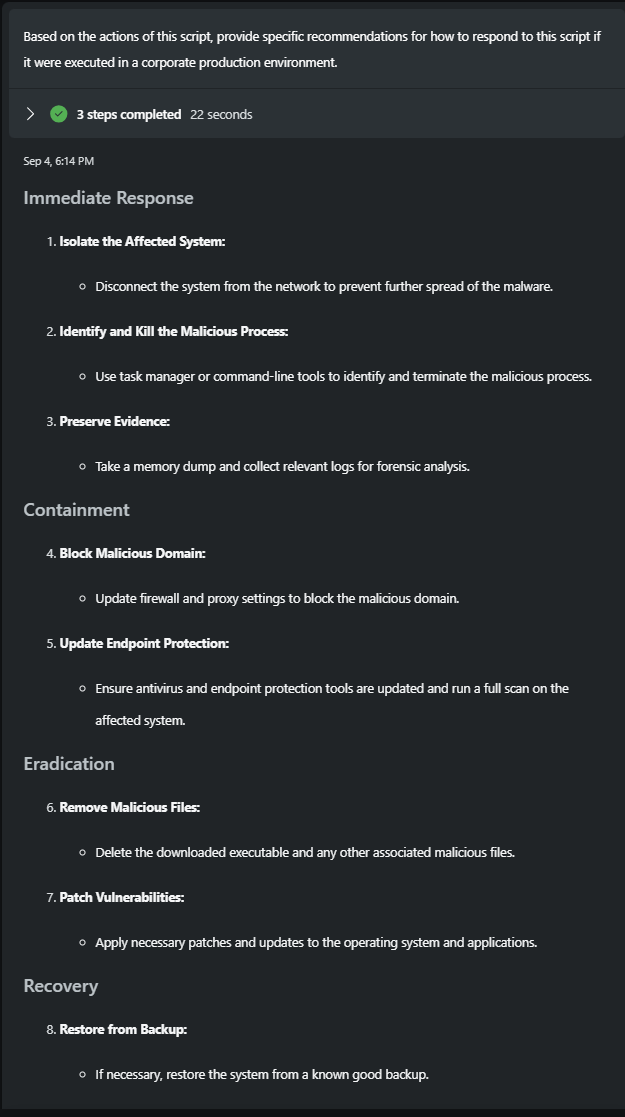 Based on the actions of this script, provide specific recommendations for how to respond to this script if
it were executed in a corporate production environment.
3 steps completed 22 seconds
Sep 4, 6:14 PM
Immediate Response
1. Isolate the Affected System:
Disconnect the system from the network to prevent further spread of the malware.
2. Identify and Kill the Malicious Process:
Use task manager or command-line tools to identify and terminate the malicious process.
3. Preserve Evidence:
Take a memory dump and collect relevant logs for forensic analysis.
Containment
4. Block Malicious Domain:
Update firewall and proxy settings to block the malicious domain.
5. Update Endpoint Protection:
Ensure antivirus and endpoint protection tools are updated and run a full scan on the
affected system.
Eradication
6. Remove Malicious Files:
Delete the downloaded executable and any other associated malicious files.
7. Patch Vulnerabilities:
Apply necessary patches and updates to the operating system and applications.
Recovery
8. Restore from Backup:
If necessary, restore the system from a known good backup.